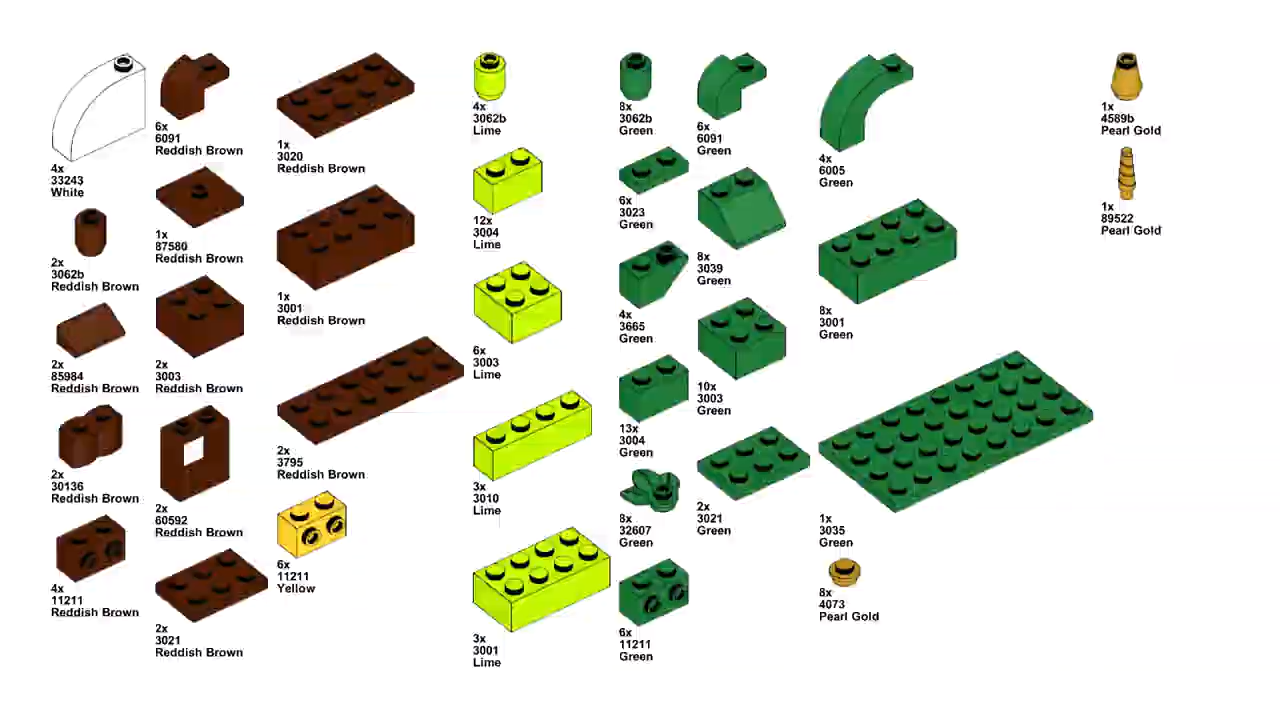 4x
33243
White
2x
3062b
Reddish Brown
2x
85984
Reddish Brown
2x
30136
Reddish Brown
4x
11211
Reddish Brown
6x
6091
Reddish Brown
1x
87580
Reddish Brown
2x
3003
Reddish Brown
2x
60592
Reddish Brown
2x
3021
Reddish Brown
1x
3020
Reddish Brown
1x
3001
Reddish Brown
2x
3795
Reddish Brown
6x
11211
Yellow
4x
3062b
Lime
12x
3004
Lime
6x
3003
Lime
3x
3010
Lime
3x
3001
Lime
8x
3062b
Green
6x
3023
Green
4x
3665
Green
13x
3004
Green
8x
32607
Green
6x
11211
Green
6x
6091
Green
8x
3039
Green
10x
3003
Green
2x
3021
Green
4x
6005
Green
8x
3001
Green
1x
3035
Green
8x
4073
Pearl Gold
1x
4589b
Pearl Gold
1x
89522
Pearl Gold